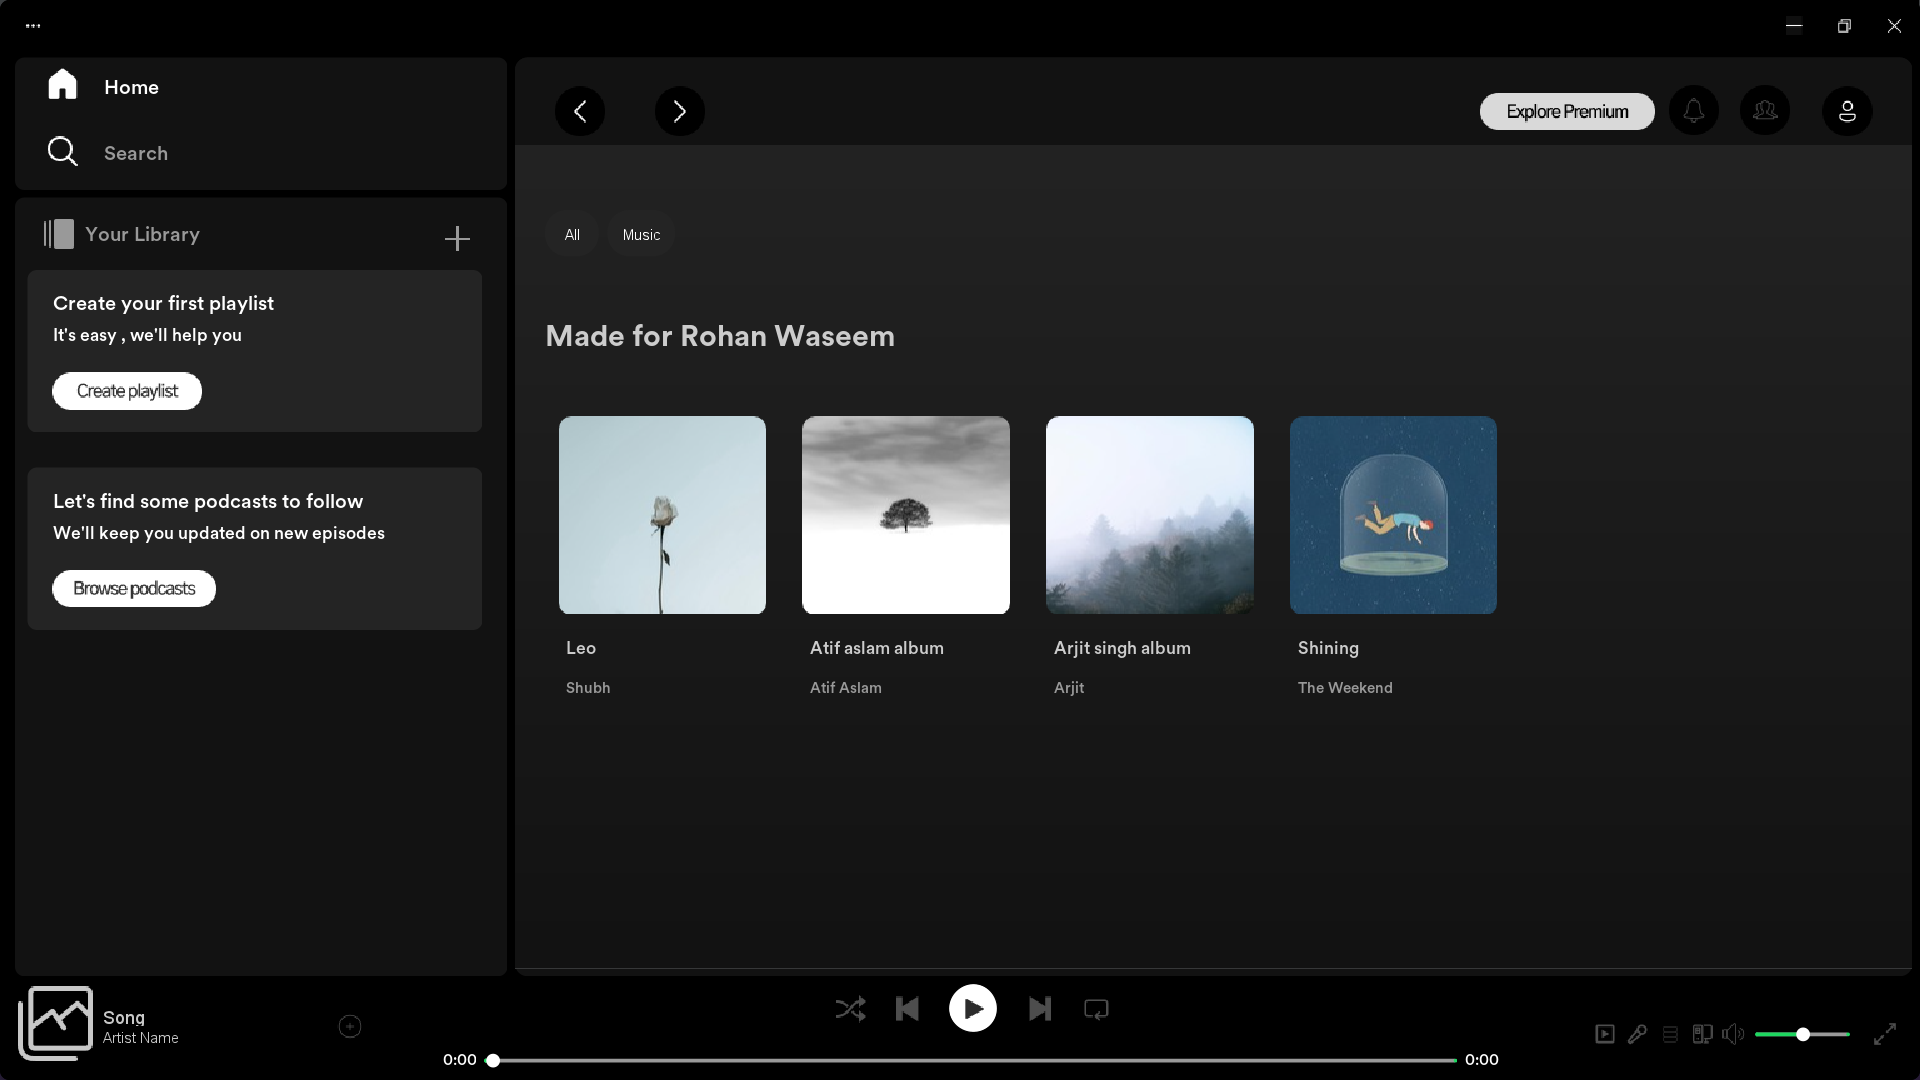 Home
Search
Your Library
Create your first playlist
It's easy , we'll help you
Create playlist
Let's find some podcasts to follow
We'll keep you updated on new episodes
Browse podcasts
Explore Premium
All
Music
Made for Rohan Waseem
Leo
Shubh
Atif aslam album
Atif Aslam
Arjit singh album
Arjit
Shining
The Weekend
Song
Artist Name
0:00
0:00